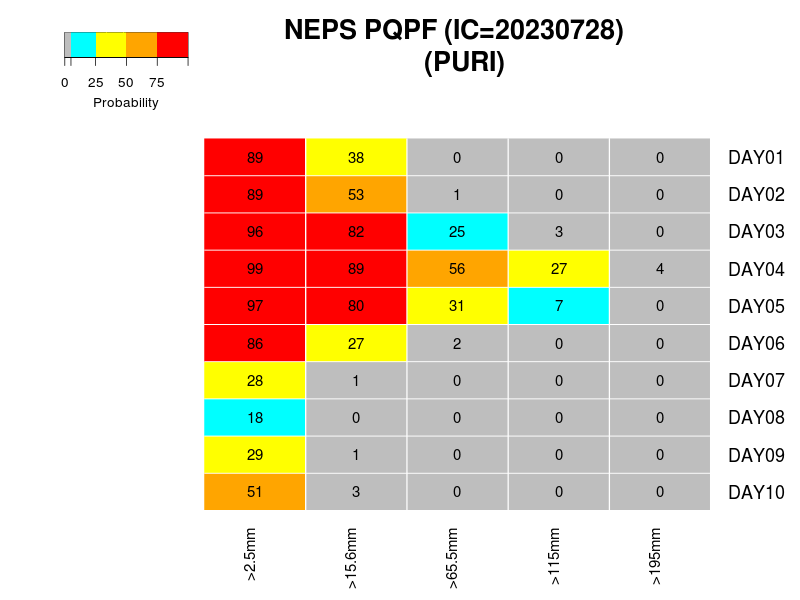 NEPS PQPF (IC=20230728)
(PURI)
0 25 50 75
Probability
89 38 0 0 0 DAY01
89 53 1 0 0 DAY02
96 82 25 3 0 DAY03
99 89 56 27 4 DAY04
97 80 31 7 0 DAY05
86 27 2 0 0 DAY06
28 1 0 0 0 DAY07
18 0 0 0 0 DAY08
29 1 0 0 0 DAY09
51 3 0 0 0 DAY10
>2.5mm >15.6mm >65.5mm >115mm >195mm